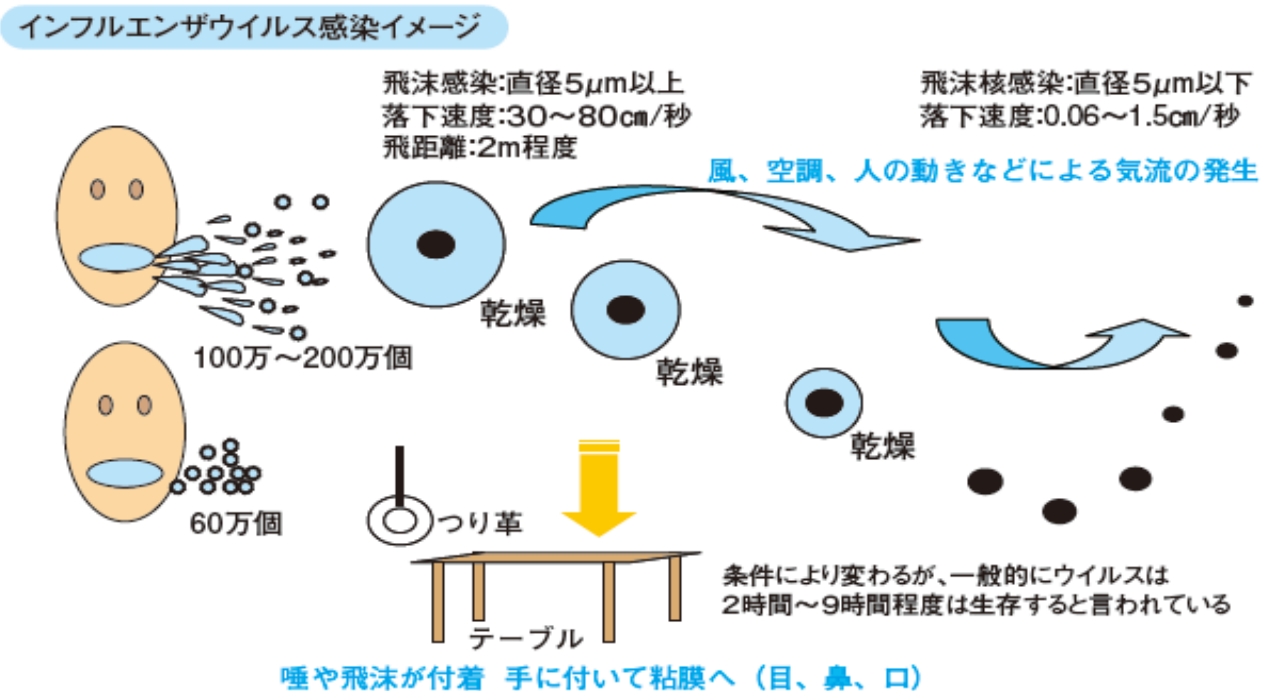 インフルエンザウイルス感染イメージ
飛沫感染:直径5μm以上
落下速度:30～80㎝/秒
飛距離:2m程度
飛沫核感染:直径5μm以下
落下速度:0.06～1.5㎝/秒
風、空調、人の動きなどによる気流の発生
乾燥
100万～200万個
乾燥
乾燥
60万個
つり革
条件により変わるが、一般的にウイルスは
2時間～9時間程度は生存すると言われている
テーブル
唾や飛沫が付着 手に付いて粘膜へ（目、鼻、口）